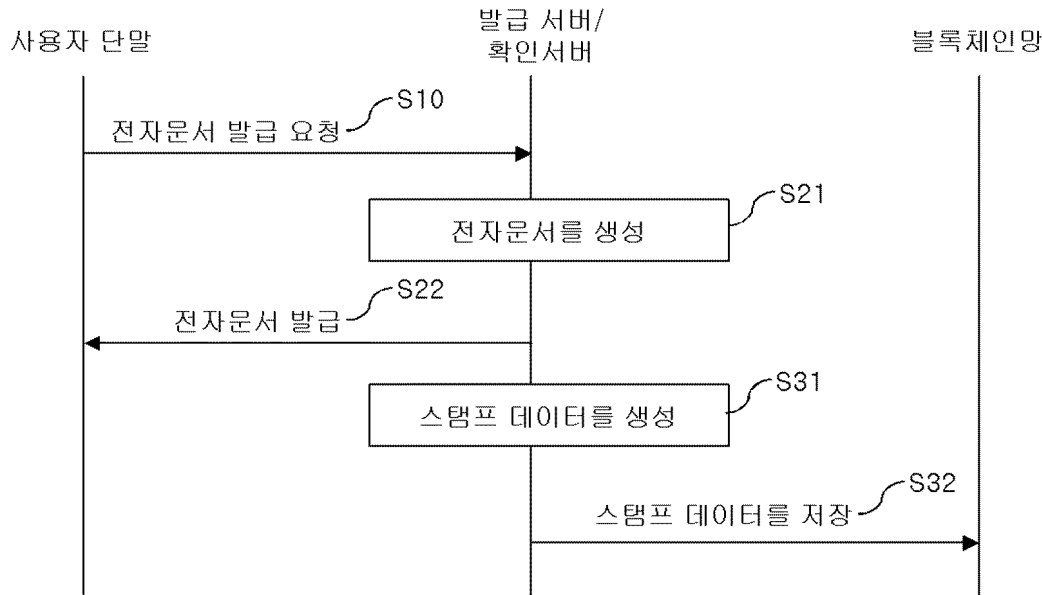 사용자 단말
발급 서버/
확인서버
블록체인망
S10
전자문서 발급 요청
S21
전자문서를 생성
S22
전자문서 발급
S31
스탬프 데이터를 생성
S32
스탬프 데이터를 저장